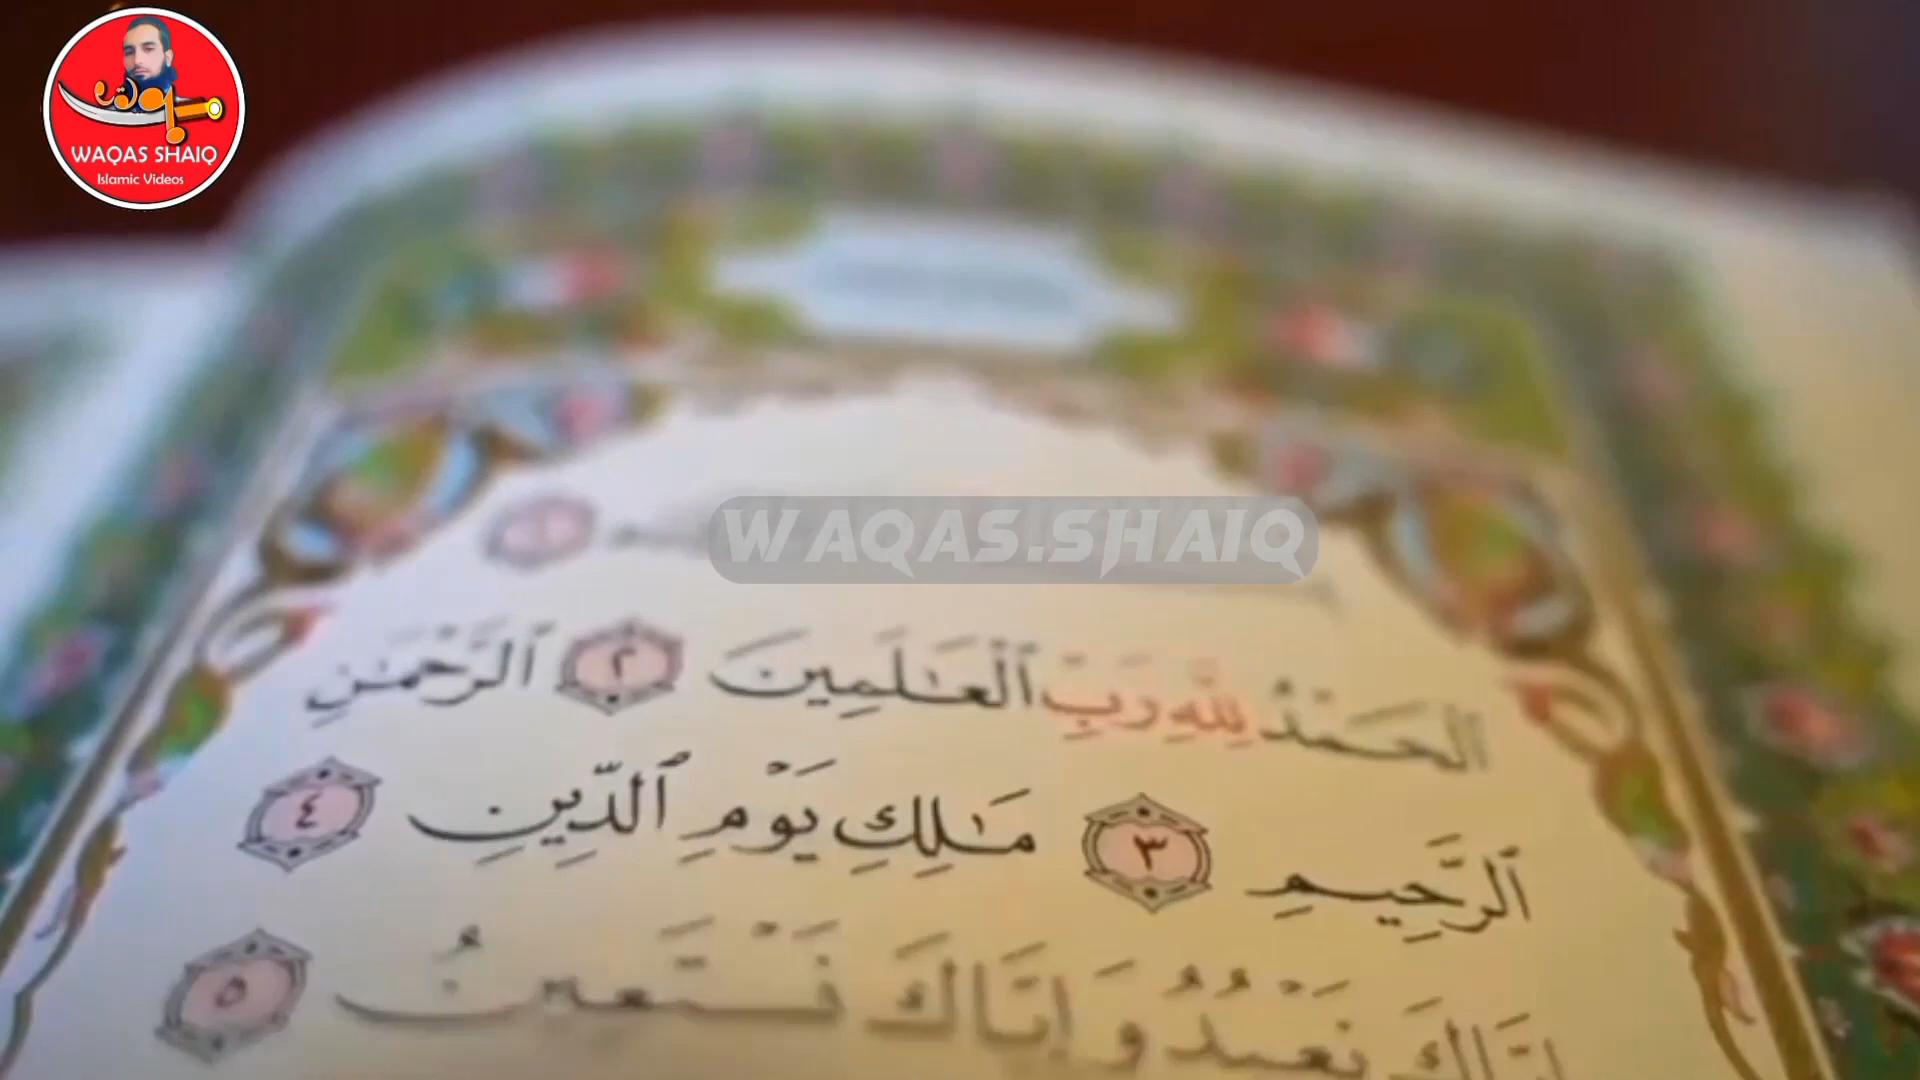 WAQAS SHAIQ
Islamic Videos
WAQAS.SHAIQ
الحَمْدُ لِلَّهِ رَبِّ ٱلْعَٰلَمِينَ ٢ ٱلرَّحْمَٰنِ
ٱلرَّحِيمِ ٣ مَٰلِكِ يَوْمِ ٱلدِّينِ ٤
إِيَّاكَ نَعْبُدُ وَإِيَّاكَ نَسْتَعِينُ ٥